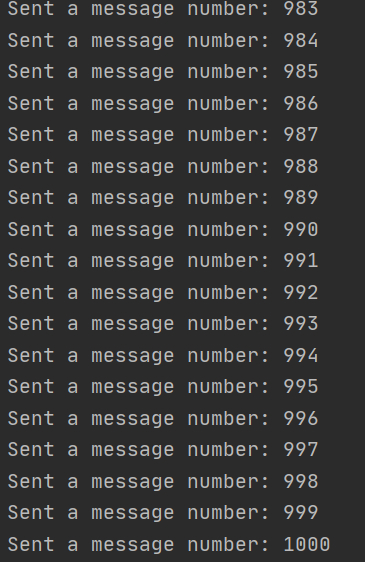 Sent a message number: 983
Sent a message number: 984
Sent a message number: 985
Sent a message number: 986
Sent a message number: 987
Sent a message number: 988
Sent a message number: 989
Sent a message number: 990
Sent a message number: 991
Sent a message number: 992
Sent a message number: 993
Sent a message number: 994
Sent a message number: 995
Sent a message number: 996
Sent a message number: 997
Sent a message number: 998
Sent a message number: 999
Sent a message number: 1000